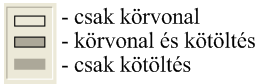 - csak körvonal
- körvonal és kötöltés
- csak kötöltés